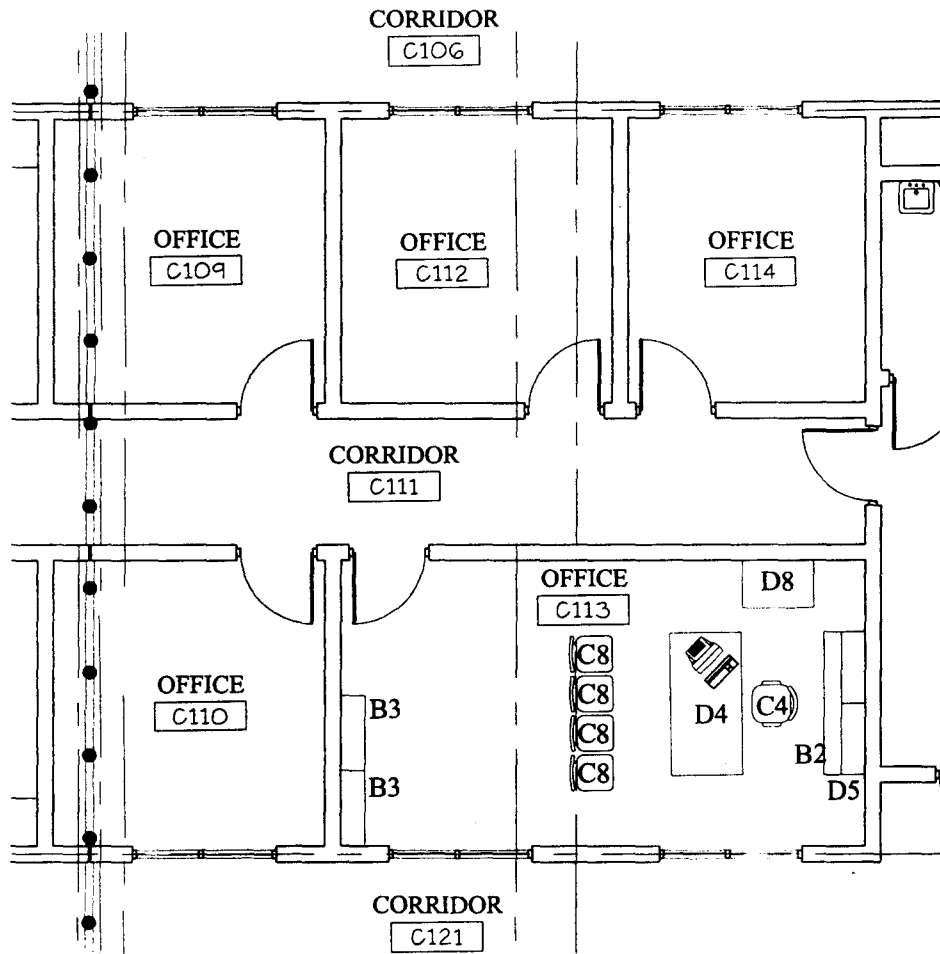 CORRIDOR
C106
OFFICE
C109
OFFICE
C112
OFFICE
C114
CORRIDOR
C111
OFFICE
C113
D8
C8
C8
C8
C8
D4
C4
B2
D5
OFFICE
C110
B3
B3
CORRIDOR
C121